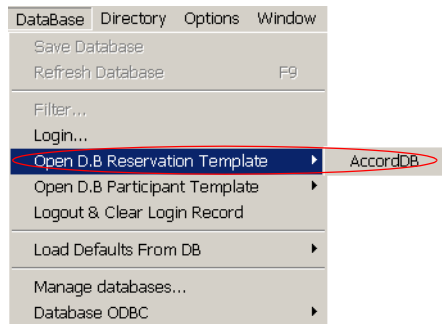 DataBase Directory Options Window
Save Database
Refresh Database F9
Filter...
Login...
Open D.B Reservation Template AccordDB
Open D.B Participant Template
Logout & Clear Login Record
Load Defaults From DB
Manage databases...
Database ODBC